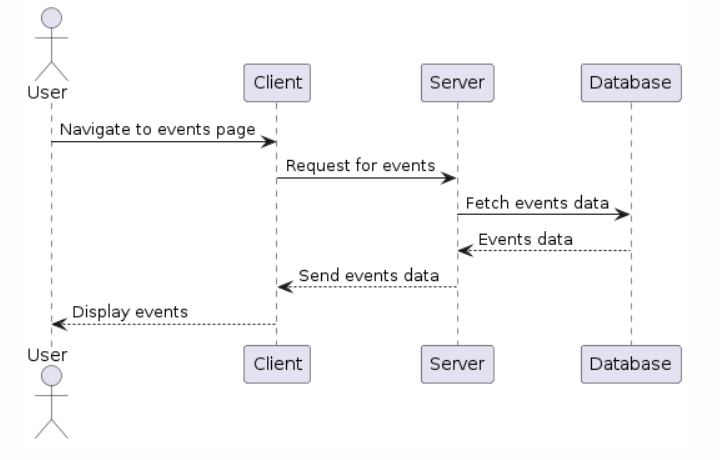 User
Client
Server
Database
Navigate to events page
Request for events
Fetch events data
Events data
Send events data
Display events
User
Client
Server
Database